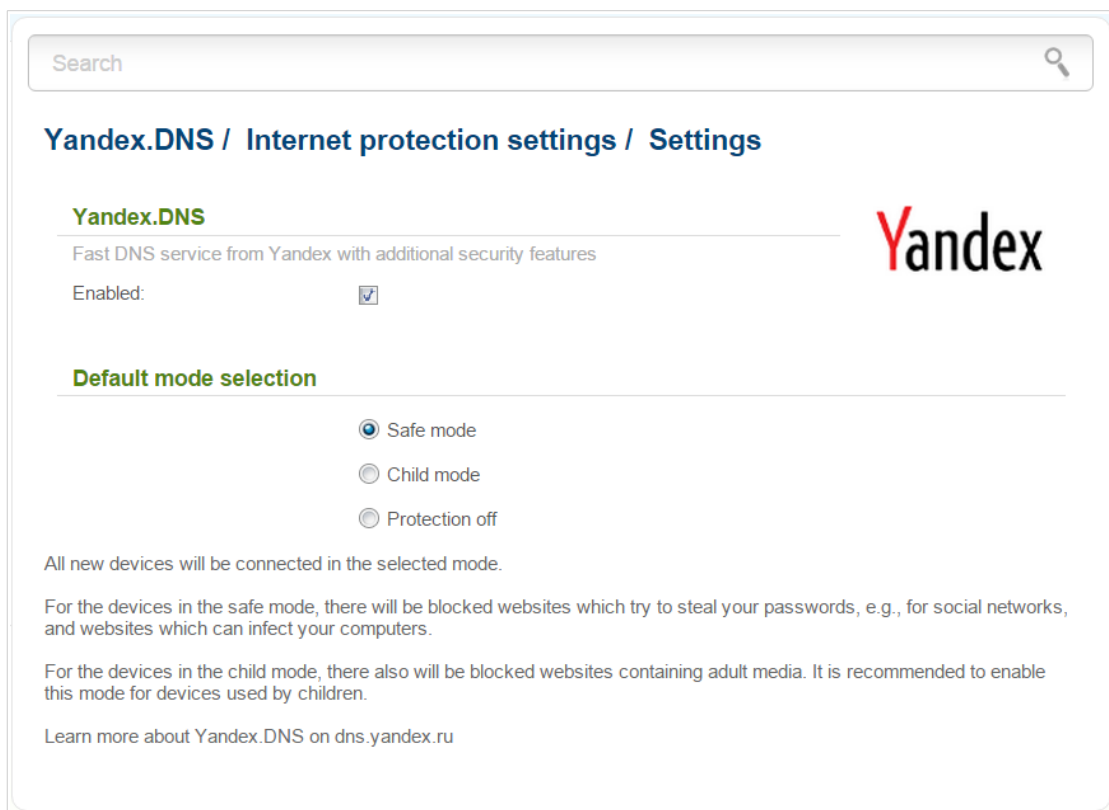 Search
Yandex.DNS / Internet protection settings / Settings
Yandex.DNS
Yandex
Fast DNS service from Yandex with additional security features
Enabled:
Default mode selection
Safe mode
Child mode
Protection off
All new devices will be connected in the selected mode.
For the devices in the safe mode, there will be blocked websites which try to steal your passwords, e.g., for social networks,
and websites which can infect your computers.
For the devices in the child mode, there also will be blocked websites containing adult media. It is recommended to enable
this mode for devices used by children.
Learn more about Yandex.DNS on dns.yandex.ru